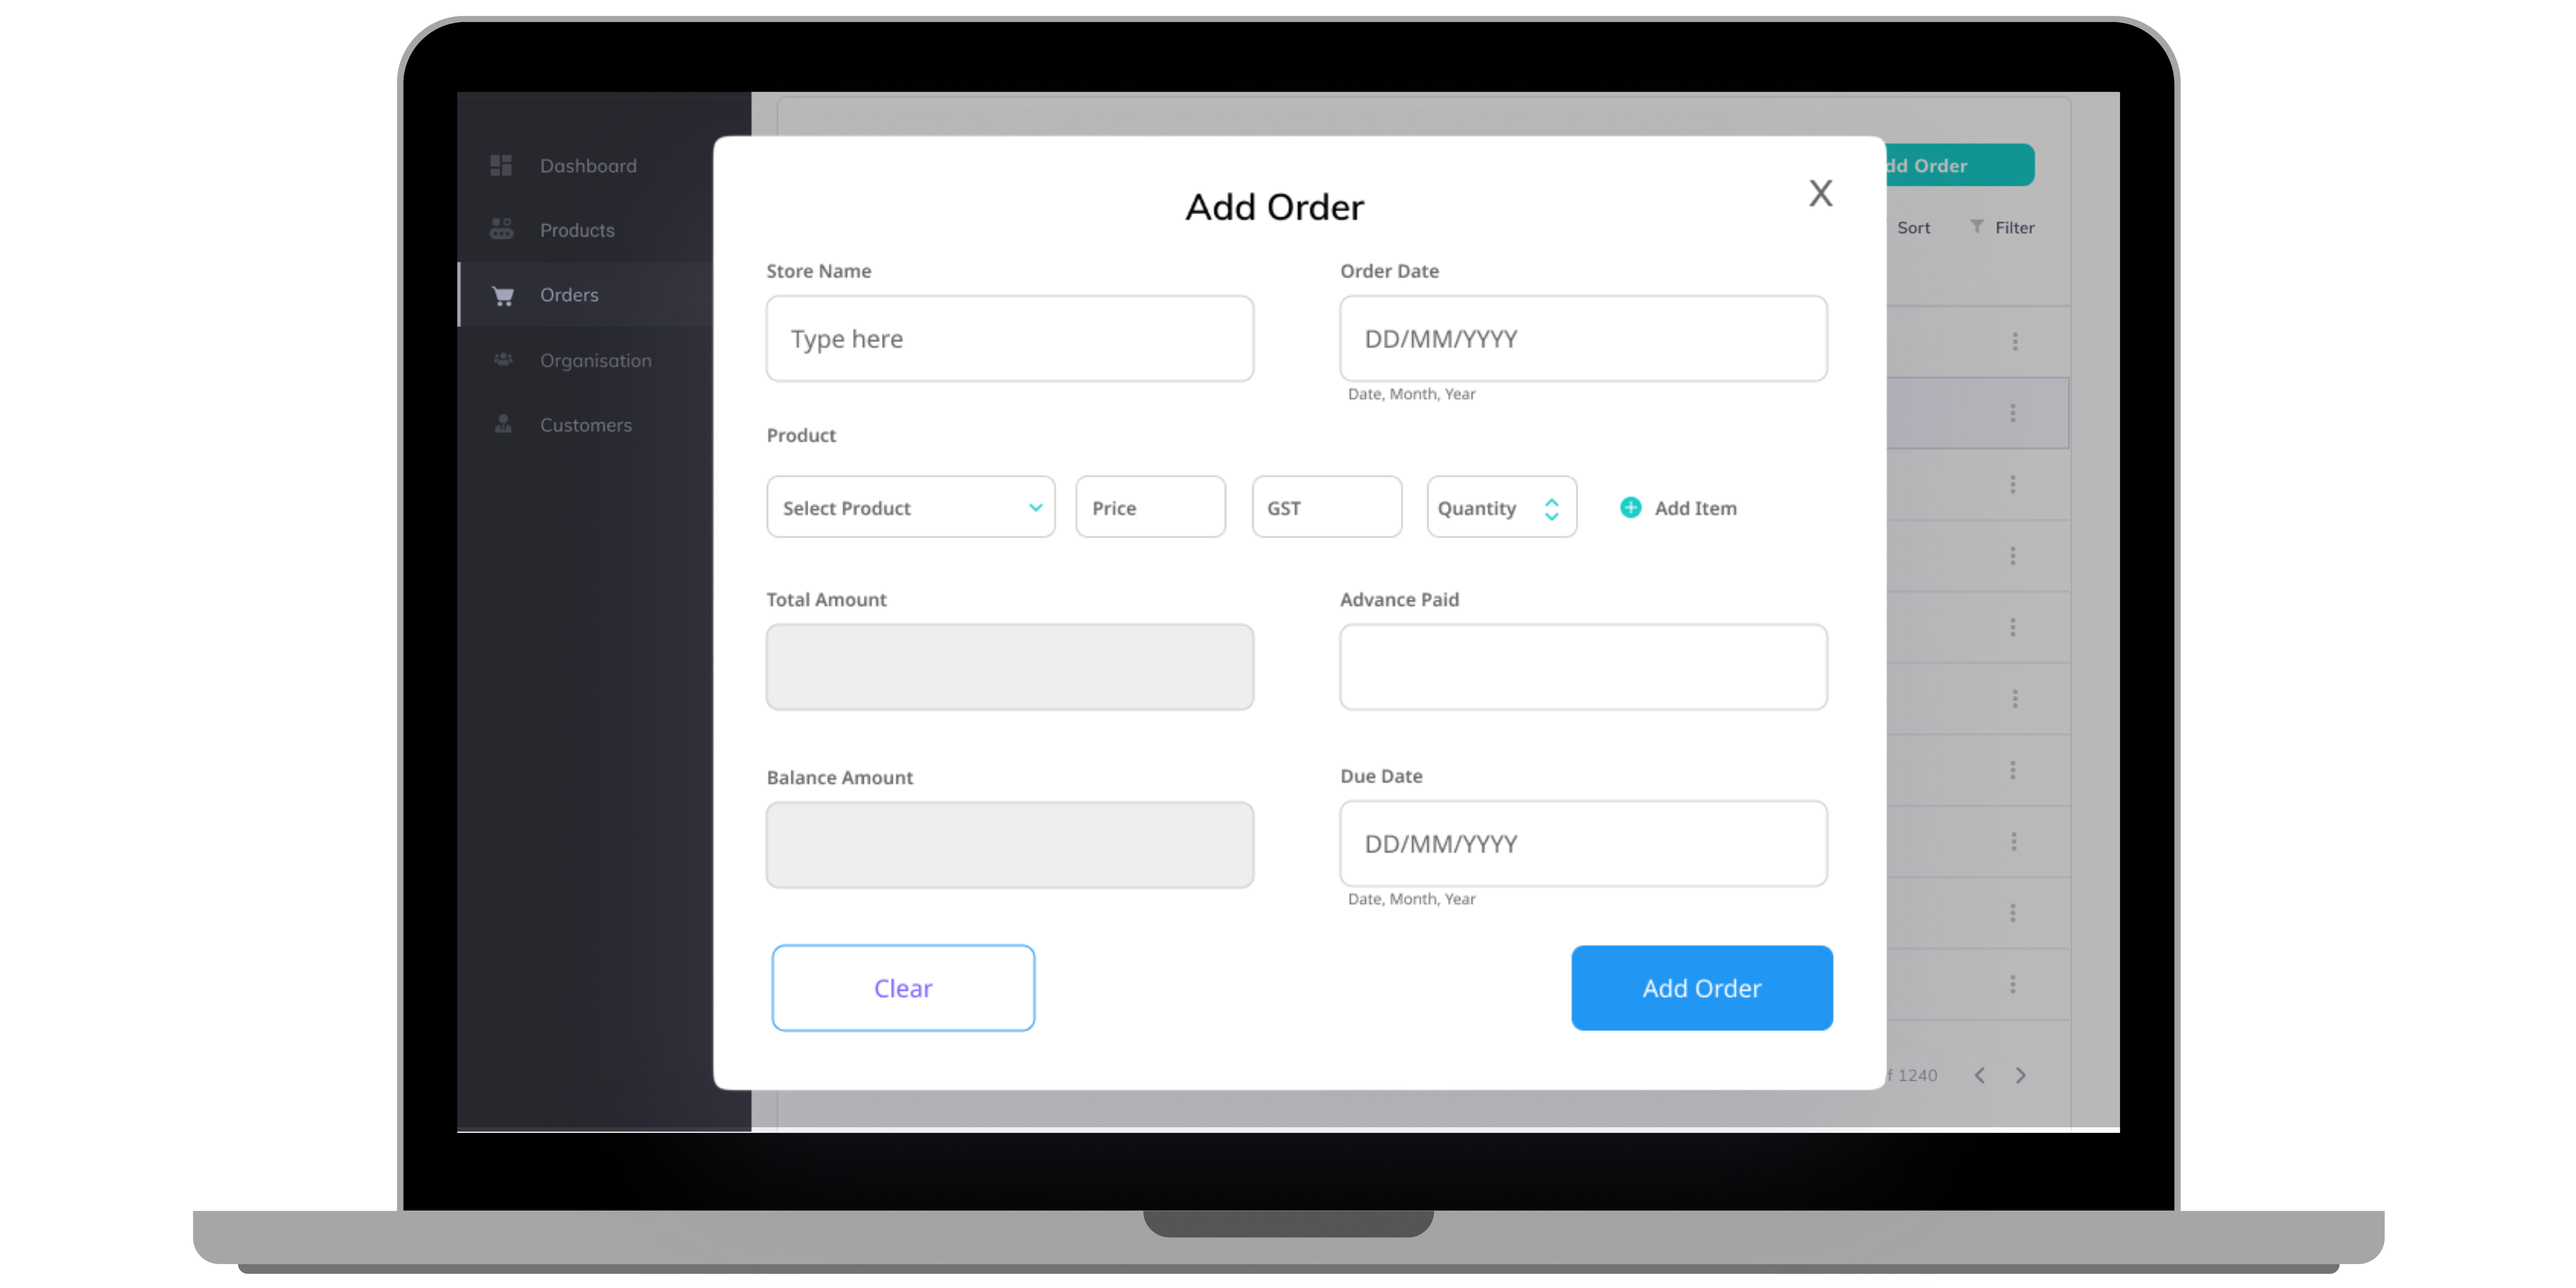 Dashboard
Products
Orders
Organisation
Customers
Add Order
X
Store Name
Type here
Order Date
DD/MM/YYYY
Date, Month, Year
Product
Select Product
Price
GST
Quantity
Add Item
Total Amount
Advance Paid
Balance Amount
Due Date
DD/MM/YYYY
Date, Month, Year
Clear
Add Order
dd Order
Sort
Filter
f 1240